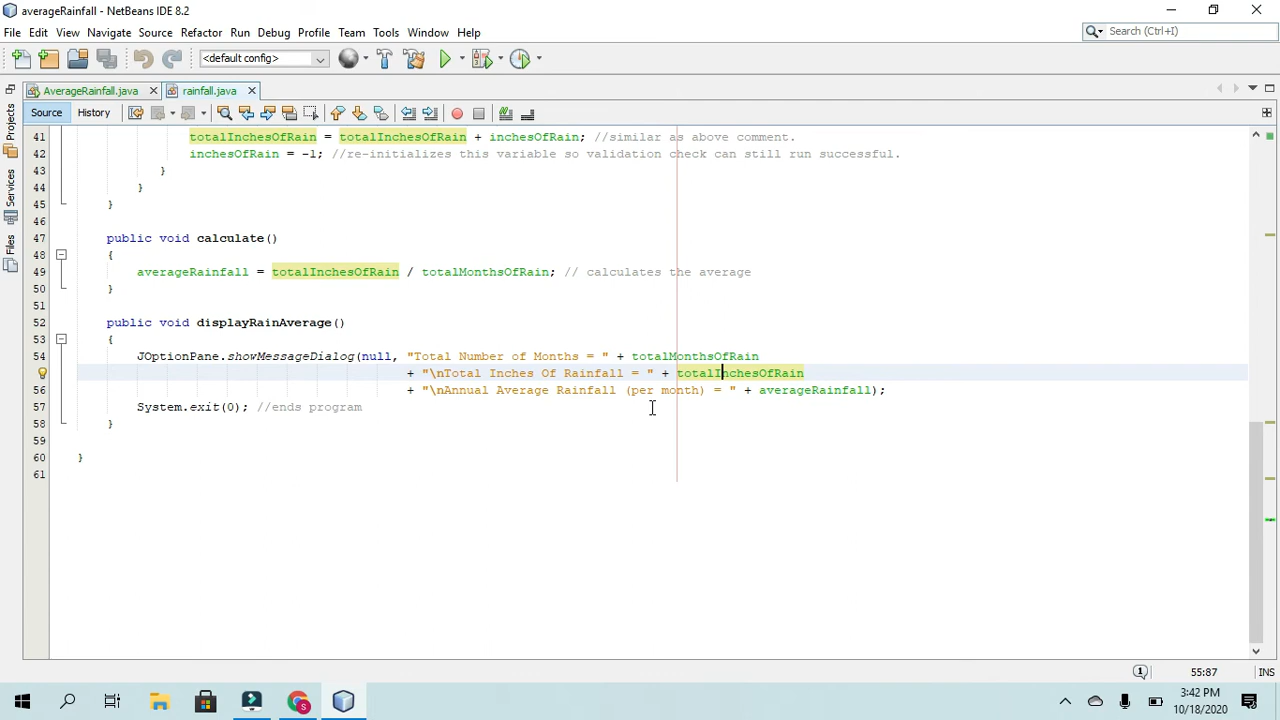 averageRainfall - NetBeans IDE 8.2
File Edit View Navigate Source Refactor Run Debug Profile Team Tools Window Help
Search (Ctrl+I)
<default config>
AverageRainfall.java rainfall.java
Source History
Projects
Services
Files
41 totalInchesOfRain = totalInchesOfRain + inchesOfRain; //similar as above comment.
42 inchesOfRain = -1; //re-initializes this variable so validation check can still run successful.
43 }
44 }
45 }
46
47 public void calculate()
48 {
49 averageRainfall = totalInchesOfRain / totalMonthsOfRain; // calculates the average
50 }
51
52 public void displayRainAverage()
53 {
54 JOptionPane.showMessageDialog(null, "Total Number of Months = " + totalMonthsOfRain
+ "\nTotal Inches Of Rainfall = " + totalInchesOfRain
56 + "\nAnnual Average Rainfall (per month) = " + averageRainfall);
57 System.exit(0); //ends program
58 }
59
60 }
61
1
55:87 INS
3:42 PM
10/18/2020